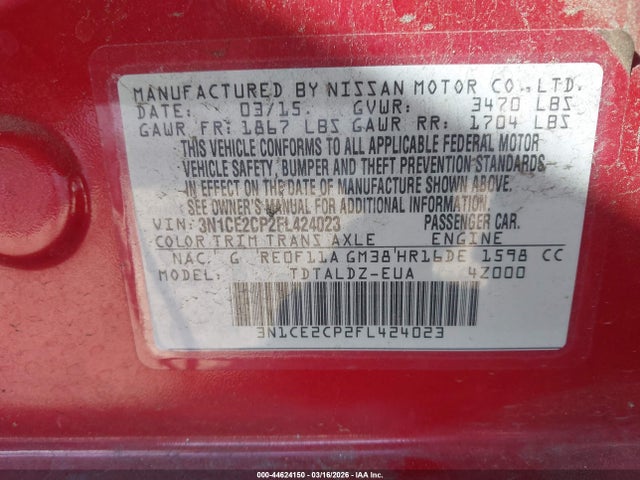 MANUFACTURED BY NISSAN MOTOR CO.,LTD.
DATE: 03/15. GVWR: 3470 LBS
GAWR FR: 1867 LBS GAWR RR: 1704 LBS
THIS VEHICLE CONFORMS TO ALL APPLICABLE FEDERAL MOTOR
VEHICLE SAFETY, BUMPER AND THEFT PREVENTION STANDARDS
IN EFFECT ON THE DATE OF MANUFACTURE SHOWN ABOVE.
SEE OWNER'S MANUAL FOR ADDITIONAL INFORMATION.
VIN: 3N1CE2CP2FL424023 PASSENGER CAR.
COLOR TRIM TRANS AXLE ENGINE
NAC. G RE0F11A GM38 HR16DE 1598 CC
MODEL: TDTALDZ-EUA 4Z000
3N1CE2CP2FL424023
000-44624150 | 03/16/2026 | IAA Inc.